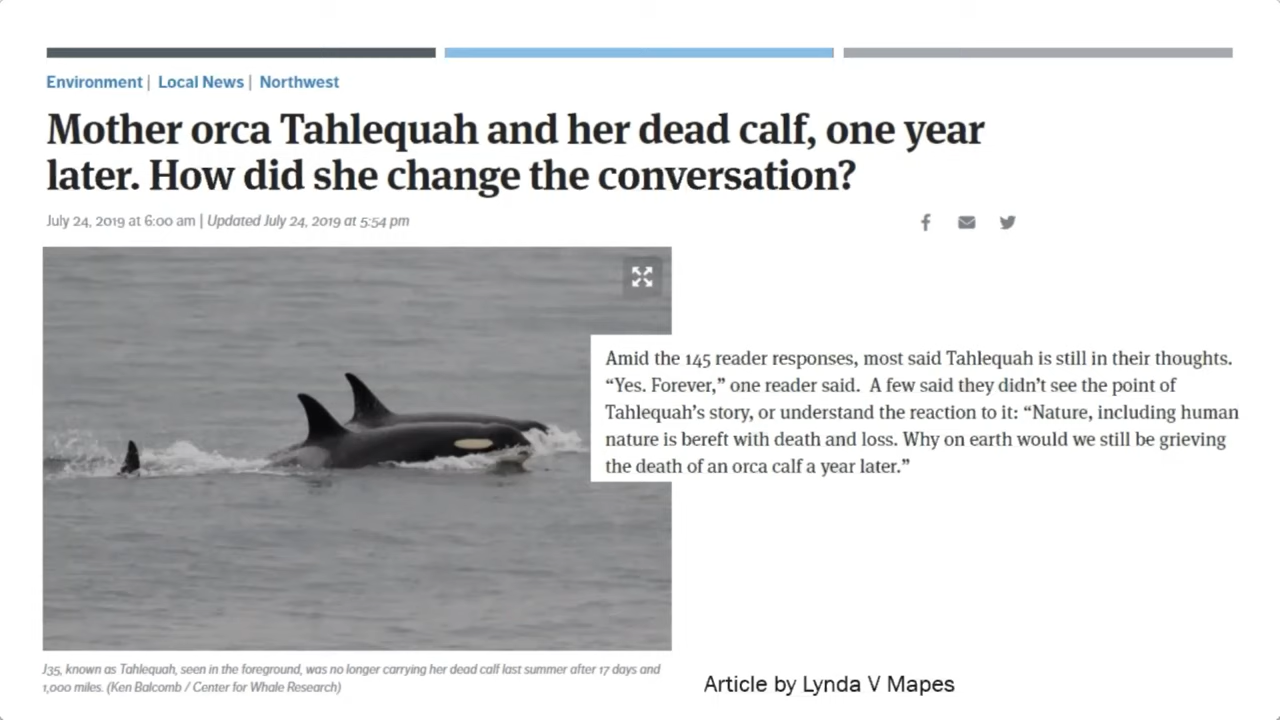 Environment | Local News | Northwest
Mother orca Tahlequah and her dead calf, one year
later. How did she change the conversation?
July 24, 2019 at 6:00 am | Updated July 24, 2019 at 5:54 pm
Amid the 145 reader responses, most said Tahlequah is still in their thoughts.
“Yes. Forever,” one reader said.  A few said they didn’t see the point of
Tahlequah’s story, or understand the reaction to it: “Nature, including human
nature is bereft with death and loss. Why on earth would we still be grieving
the death of an orca calf a year later.”
J35, known as Tahlequah, seen in the foreground, was no longer carrying her dead calf last summer after 17 days and
1,000 miles. (Ken Balcomb / Center for Whale Research)
Article by Lynda V Mapes